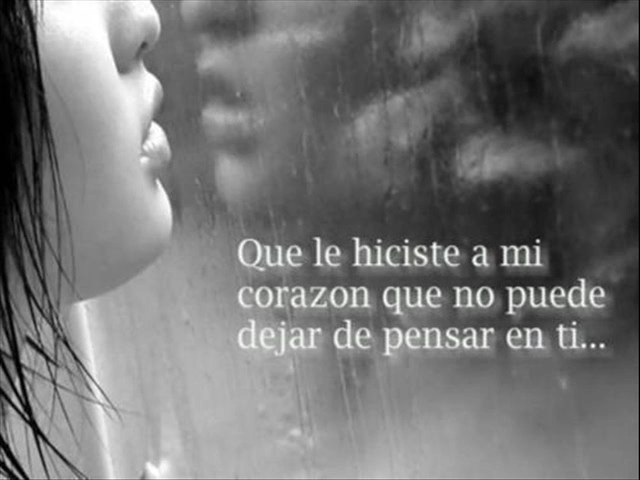 Que le hiciste a mi
corazon que no puede
dejar de pensar en ti...